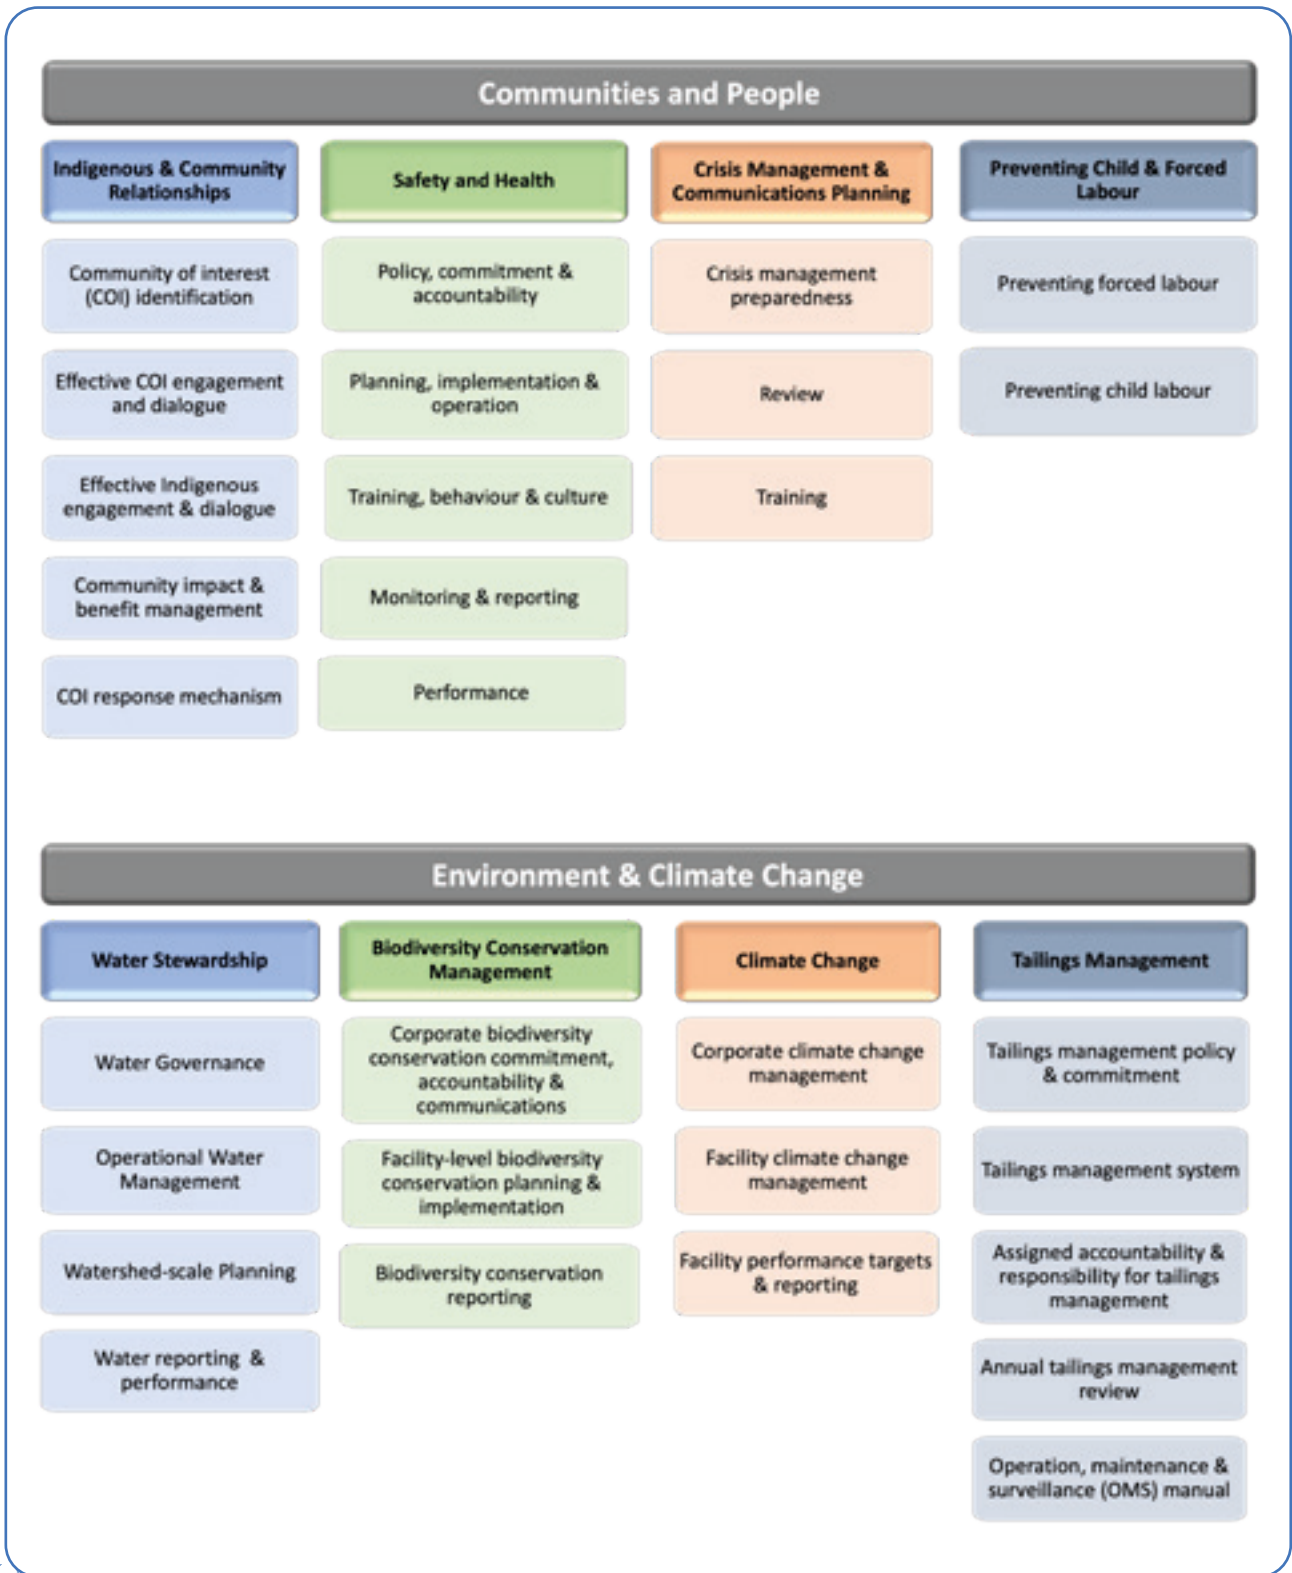 Communities and People
Indigenous & Community
Relationships
Community of interest
(COI) identification
Effective COI engagement
and dialogue
Effective Indigenous
engagement & dialogue
Community impact &
benefit management
COI response mechanism
Safety and Health
Policy, commitment &
accountability
Planning, implementation &
operation
Training, behaviour & culture
Monitoring & reporting
Performance
Crisis Management &
Communications Planning
Crisis management
preparedness
Review
Training
Preventing Child & Forced
Labour
Preventing forced labour
Preventing child labour
Environment & Climate Change
Water Stewardship
Water Governance
Operational Water
Management
Watershed-scale Planning
Water reporting &
performance
Biodiversity Conservation
Management
Corporate biodiversity
conservation commitment,
accountability &
communications
Facility-level biodiversity
conservation planning &
implementation
Biodiversity conservation
reporting
Climate Change
Corporate climate change
management
Facility climate change
management
Facility performance targets
& reporting
Tailings Management
Tailings management policy
& commitment
Tailings management system
Assigned accountability &
responsibility for tailings
management
Annual tailings management
review
Operation, maintenance &
surveillance (OMS) manual